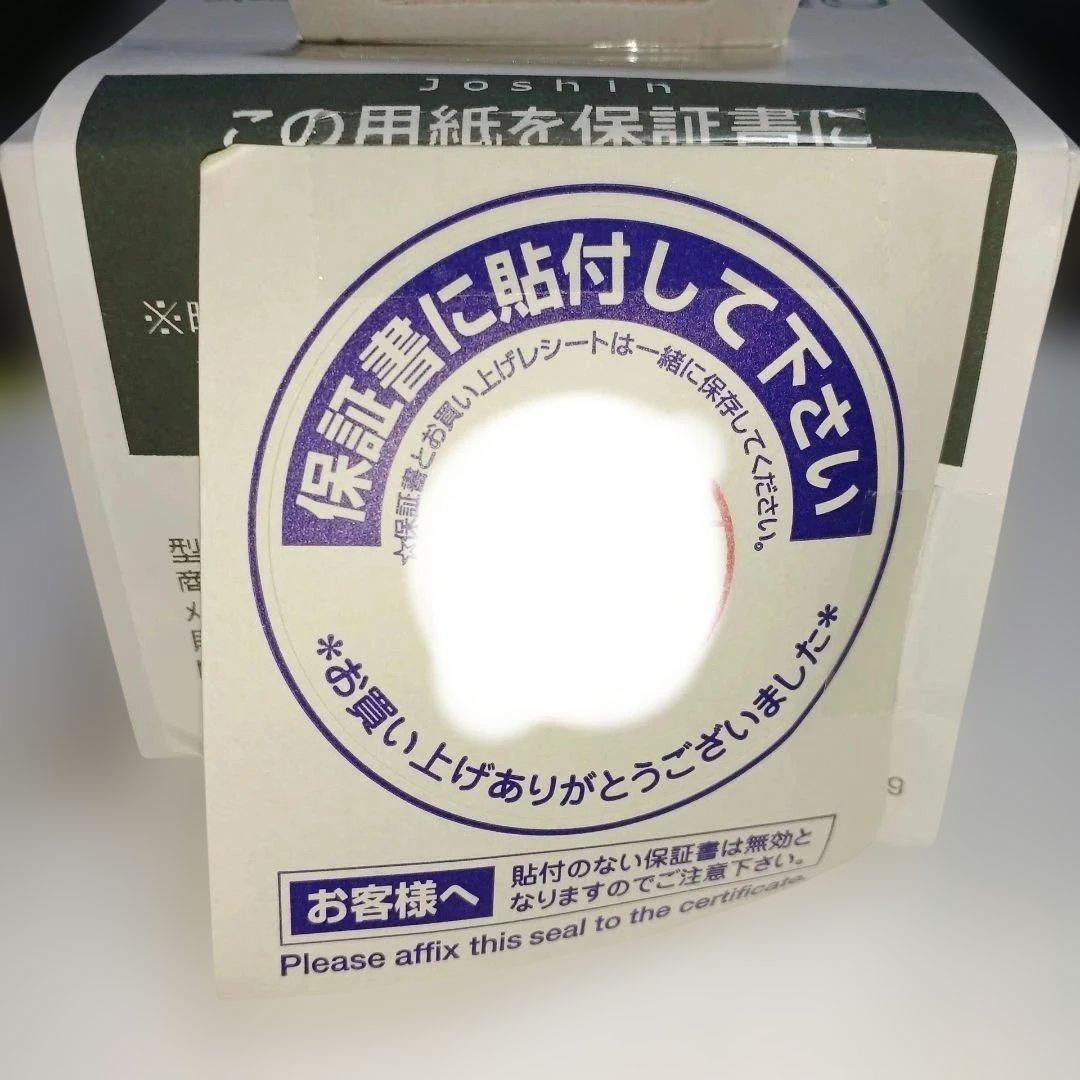 Joshin
この用紙を保証書に
※
保証書に貼付して下さい
☆保証書とお買い上げレシートは一緒に保存してください。
型
商
*お買い上げありがとうございました*
9
お客様へ
貼付のない保証書は無効と
なりますのでご注意下さい。
Please affix this seal to the certificate.